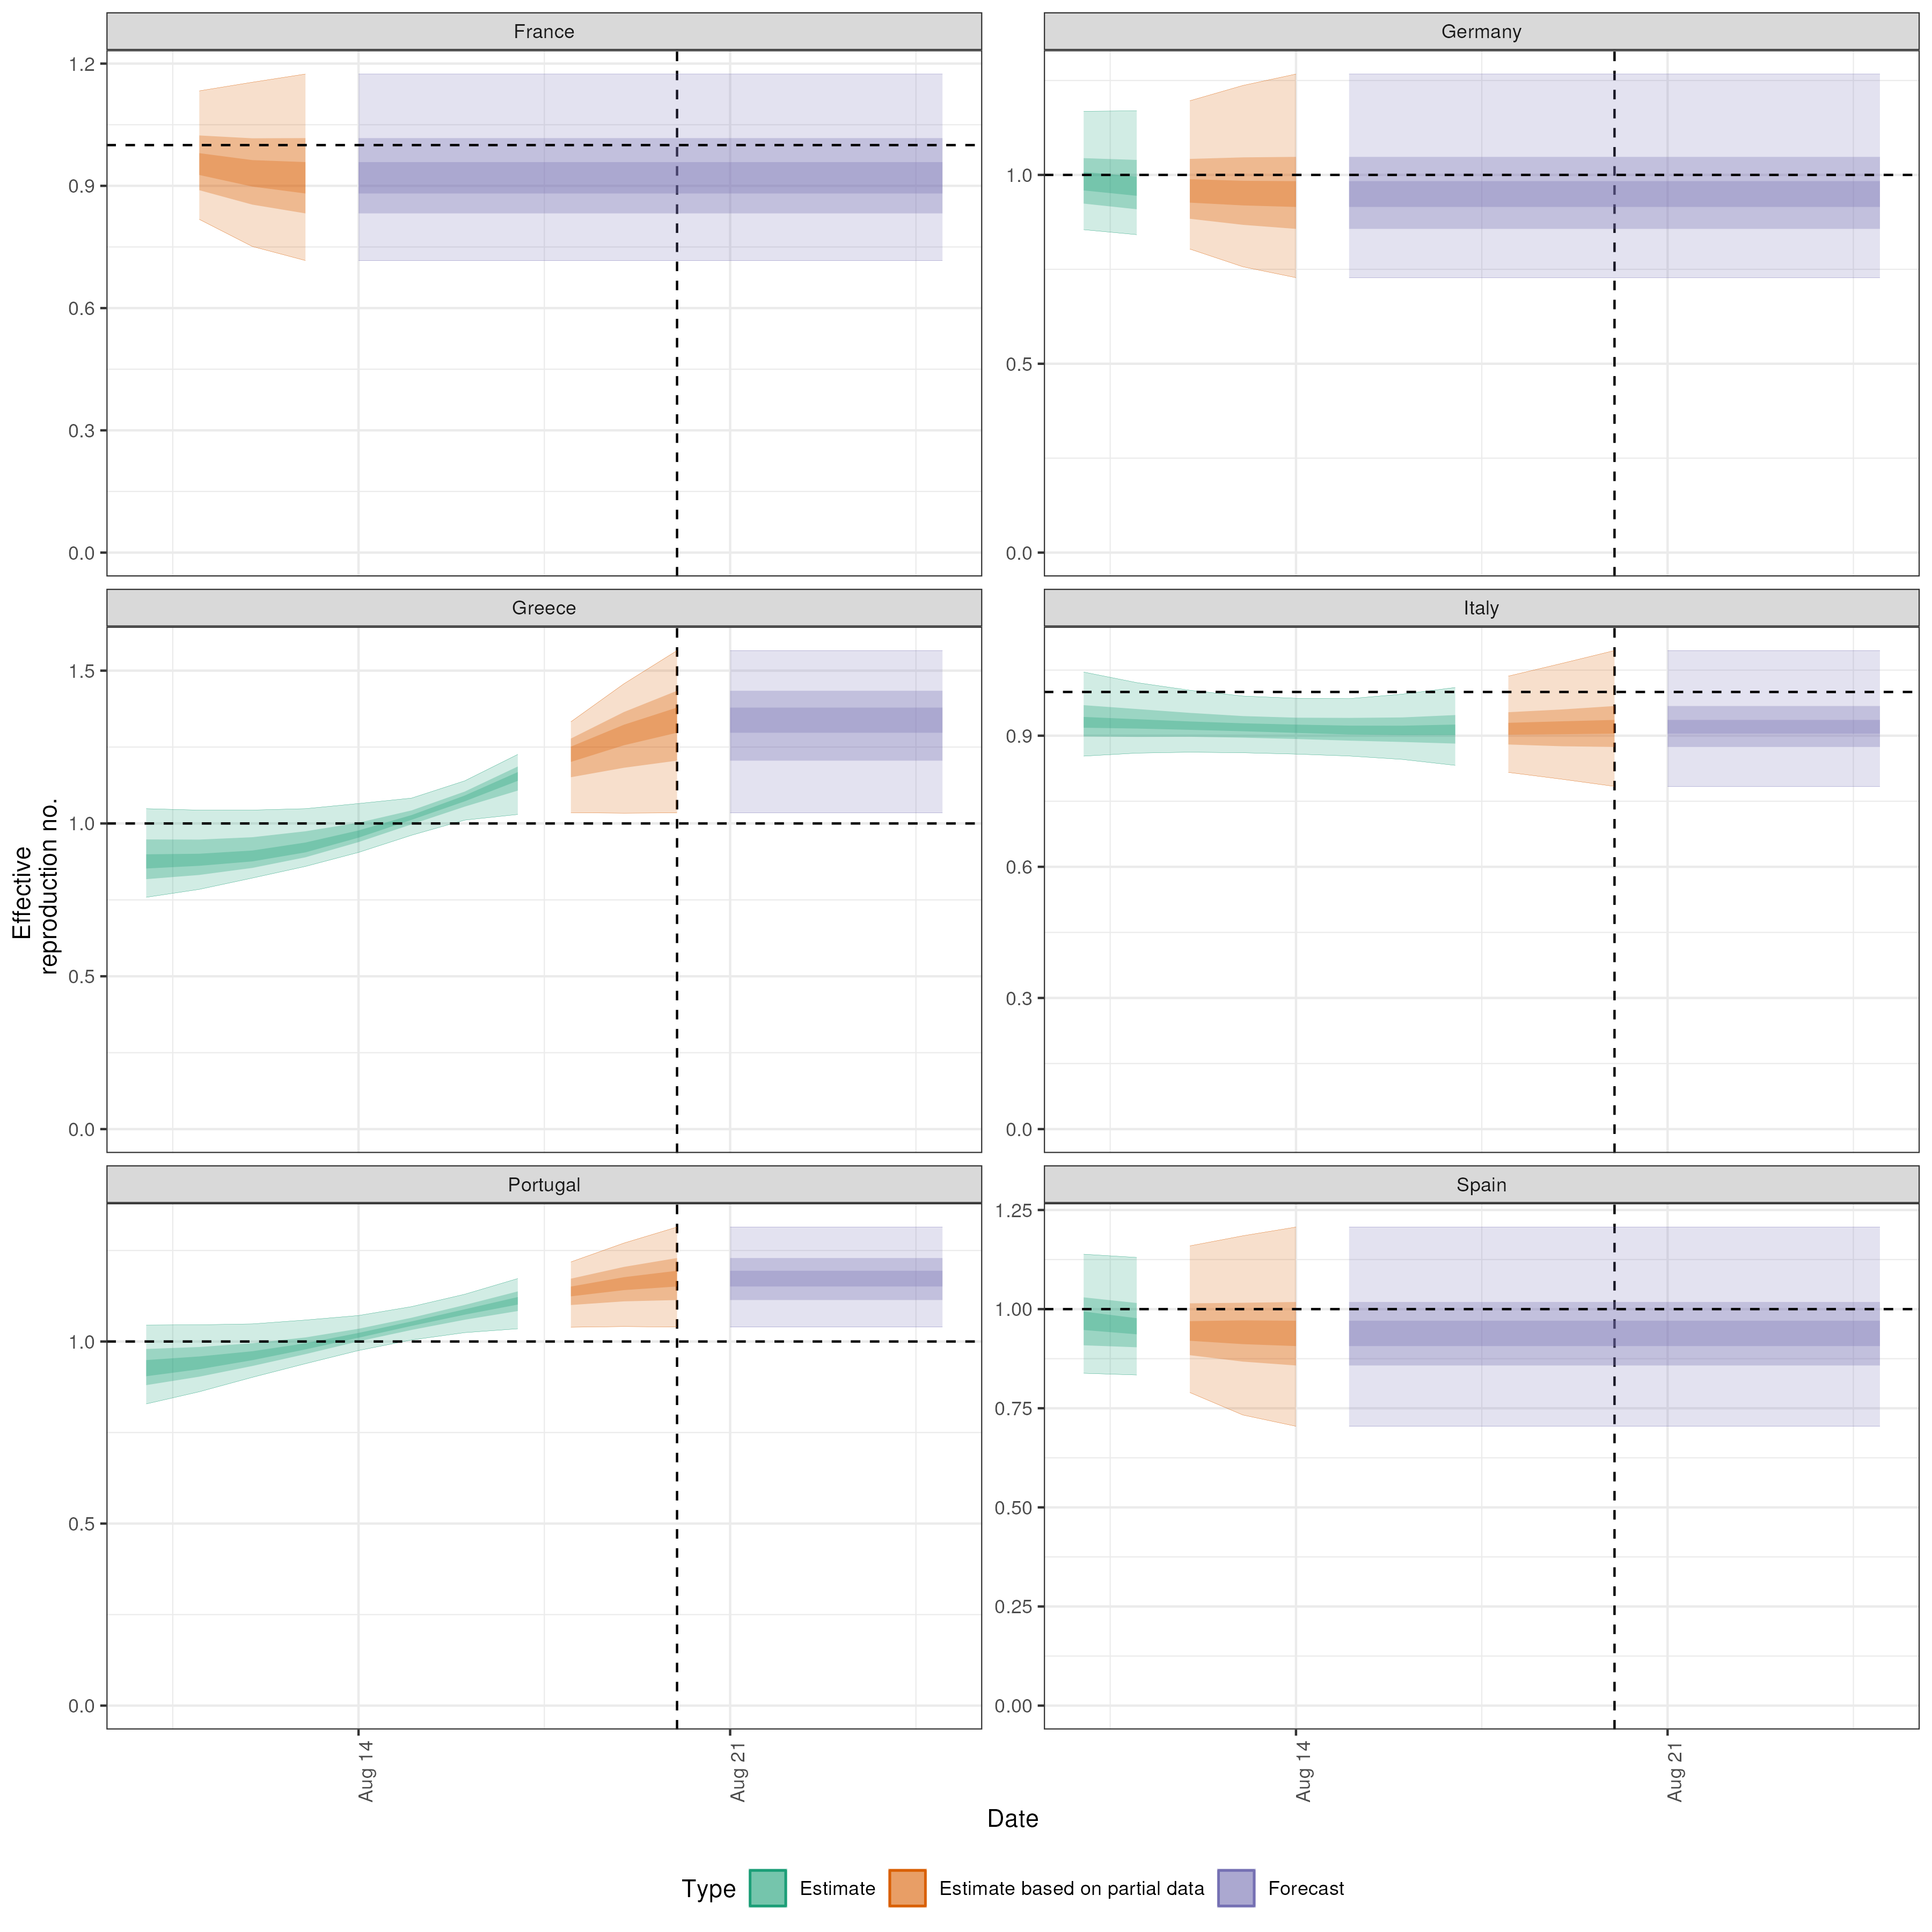 France
Germany
1.2
0.9
0.6
0.3
0.0
1.0
0.5
0.0
Greece
Italy
1.5
1.0
0.5
0.0
0.9
0.6
0.3
0.0
Effective
reproduction no.
Portugal
Spain
1.0
0.5
0.0
1.25
1.00
0.75
0.50
0.25
0.00
Aug 14
Aug 21
Aug 14
Aug 21
Date
Type
Estimate
Estimate based on partial data
Forecast